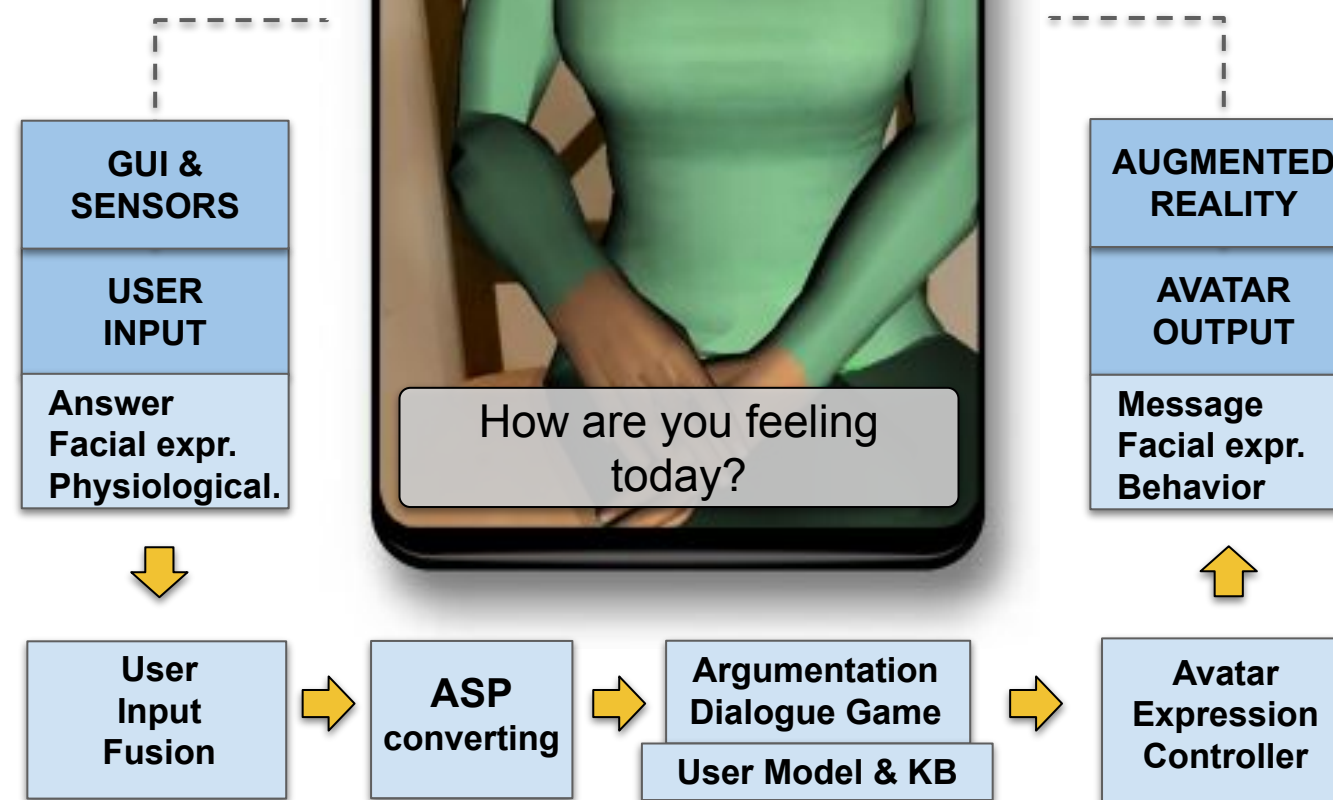 GUI &
SENSORS
USER
INPUT
Answer
Facial expr.
Physiological.
How are you feeling
today?
AUGMENTED
REALITY
AVATAR
OUTPUT
Message
Facial expr.
Behavior
User
Input
Fusion
ASP
converting
Argumentation
Dialogue Game
User Model & KB
Avatar
Expression
Controller